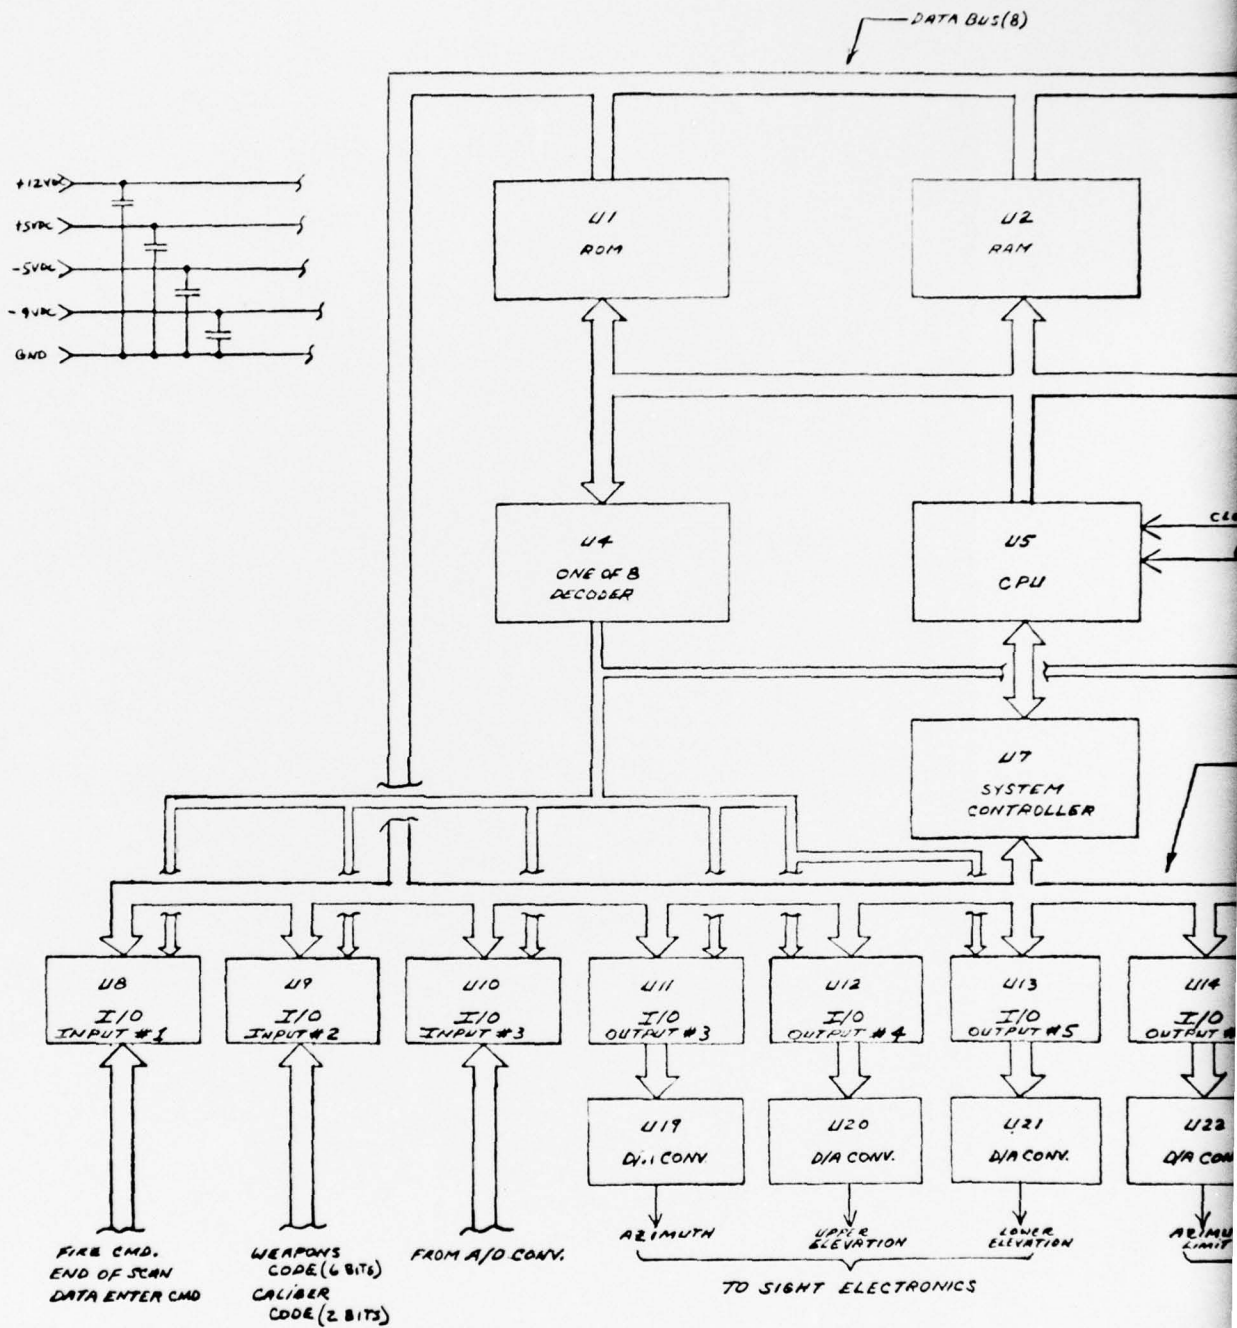 DATA BUS(8)
+12VDC
+5VDC
-5VDC
-9VDC
GND
U1
ROM
U2
RAM
U4
ONE OF 8
DECODER
U5
CPU
U7
SYSTEM
CONTROLLER
U8
I/O
INPUT #1
U9
I/O
INPUT #2
U10
I/O
INPUT #3
U11
I/O
OUTPUT #3
U12
I/O
OUTPUT #4
U13
I/O
OUTPUT #5
U14
I/O
OUTPUT
U19
CONV.
U20
D/A CONV.
U21
D/A CONV.
U22
D/A
FIRE CMD.
END OF SCAN
DATA ENTER CMD
WEAPONS
CODE (6 BITS)
CALIBER
CODE (2 BITS)
FROM A/D CONV.
AZIMUTH
UPPER
ELEVATION
LOWER
ELEVATION
LIMIT
TO SIGHT ELECTRONICS